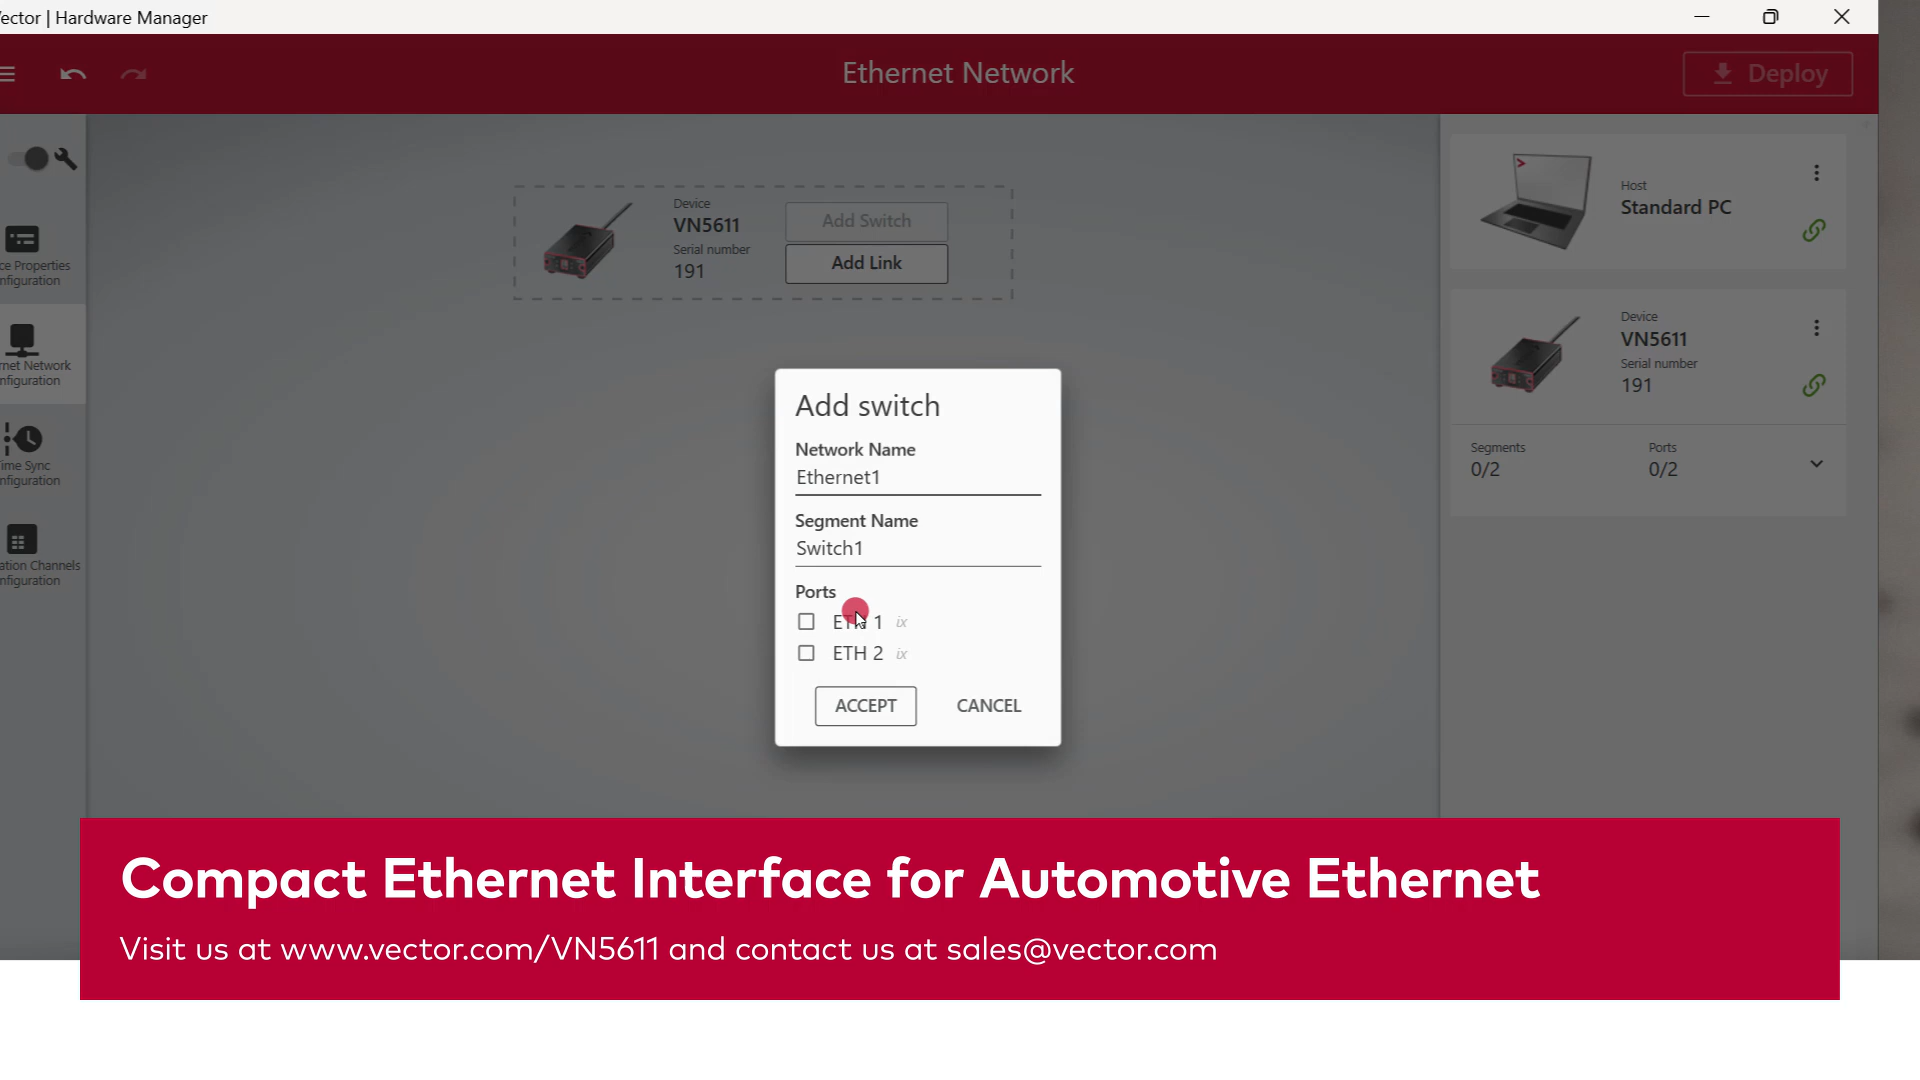 ector | Hardware Manager
Ethernet Network
Deploy
ce Properties
nfiguration
rnet Network
nfiguration
ime Sync
nfiguration
ation Channels
nfiguration
Device
VN5611
Serial number
191
Add Switch
Add Link
Host
Standard PC
Device
VN5611
Serial number
191
Segments
0/2
Ports
0/2
Add switch
Network Name
Ethernet1
Segment Name
Switch1
Ports
ETH 1 ix
ETH 2 ix
ACCEPT
CANCEL
Compact Ethernet Interface for Automotive Ethernet
Visit us at www.vector.com/VN5611 and contact us at sales@vector.com